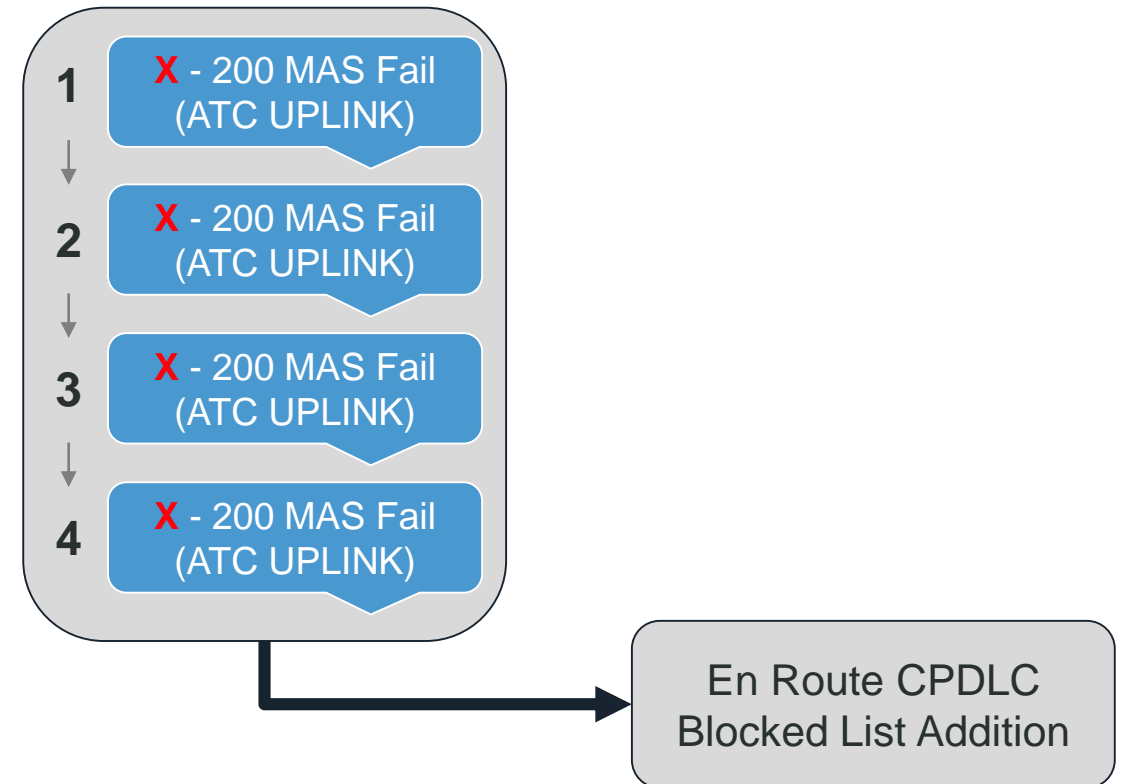 1
X - 200 MAS Fail
(ATC UPLINK)
2
X - 200 MAS Fail
(ATC UPLINK)
3
X - 200 MAS Fail
(ATC UPLINK)
4
X - 200 MAS Fail
(ATC UPLINK)
En Route CPDLC
Blocked List Addition